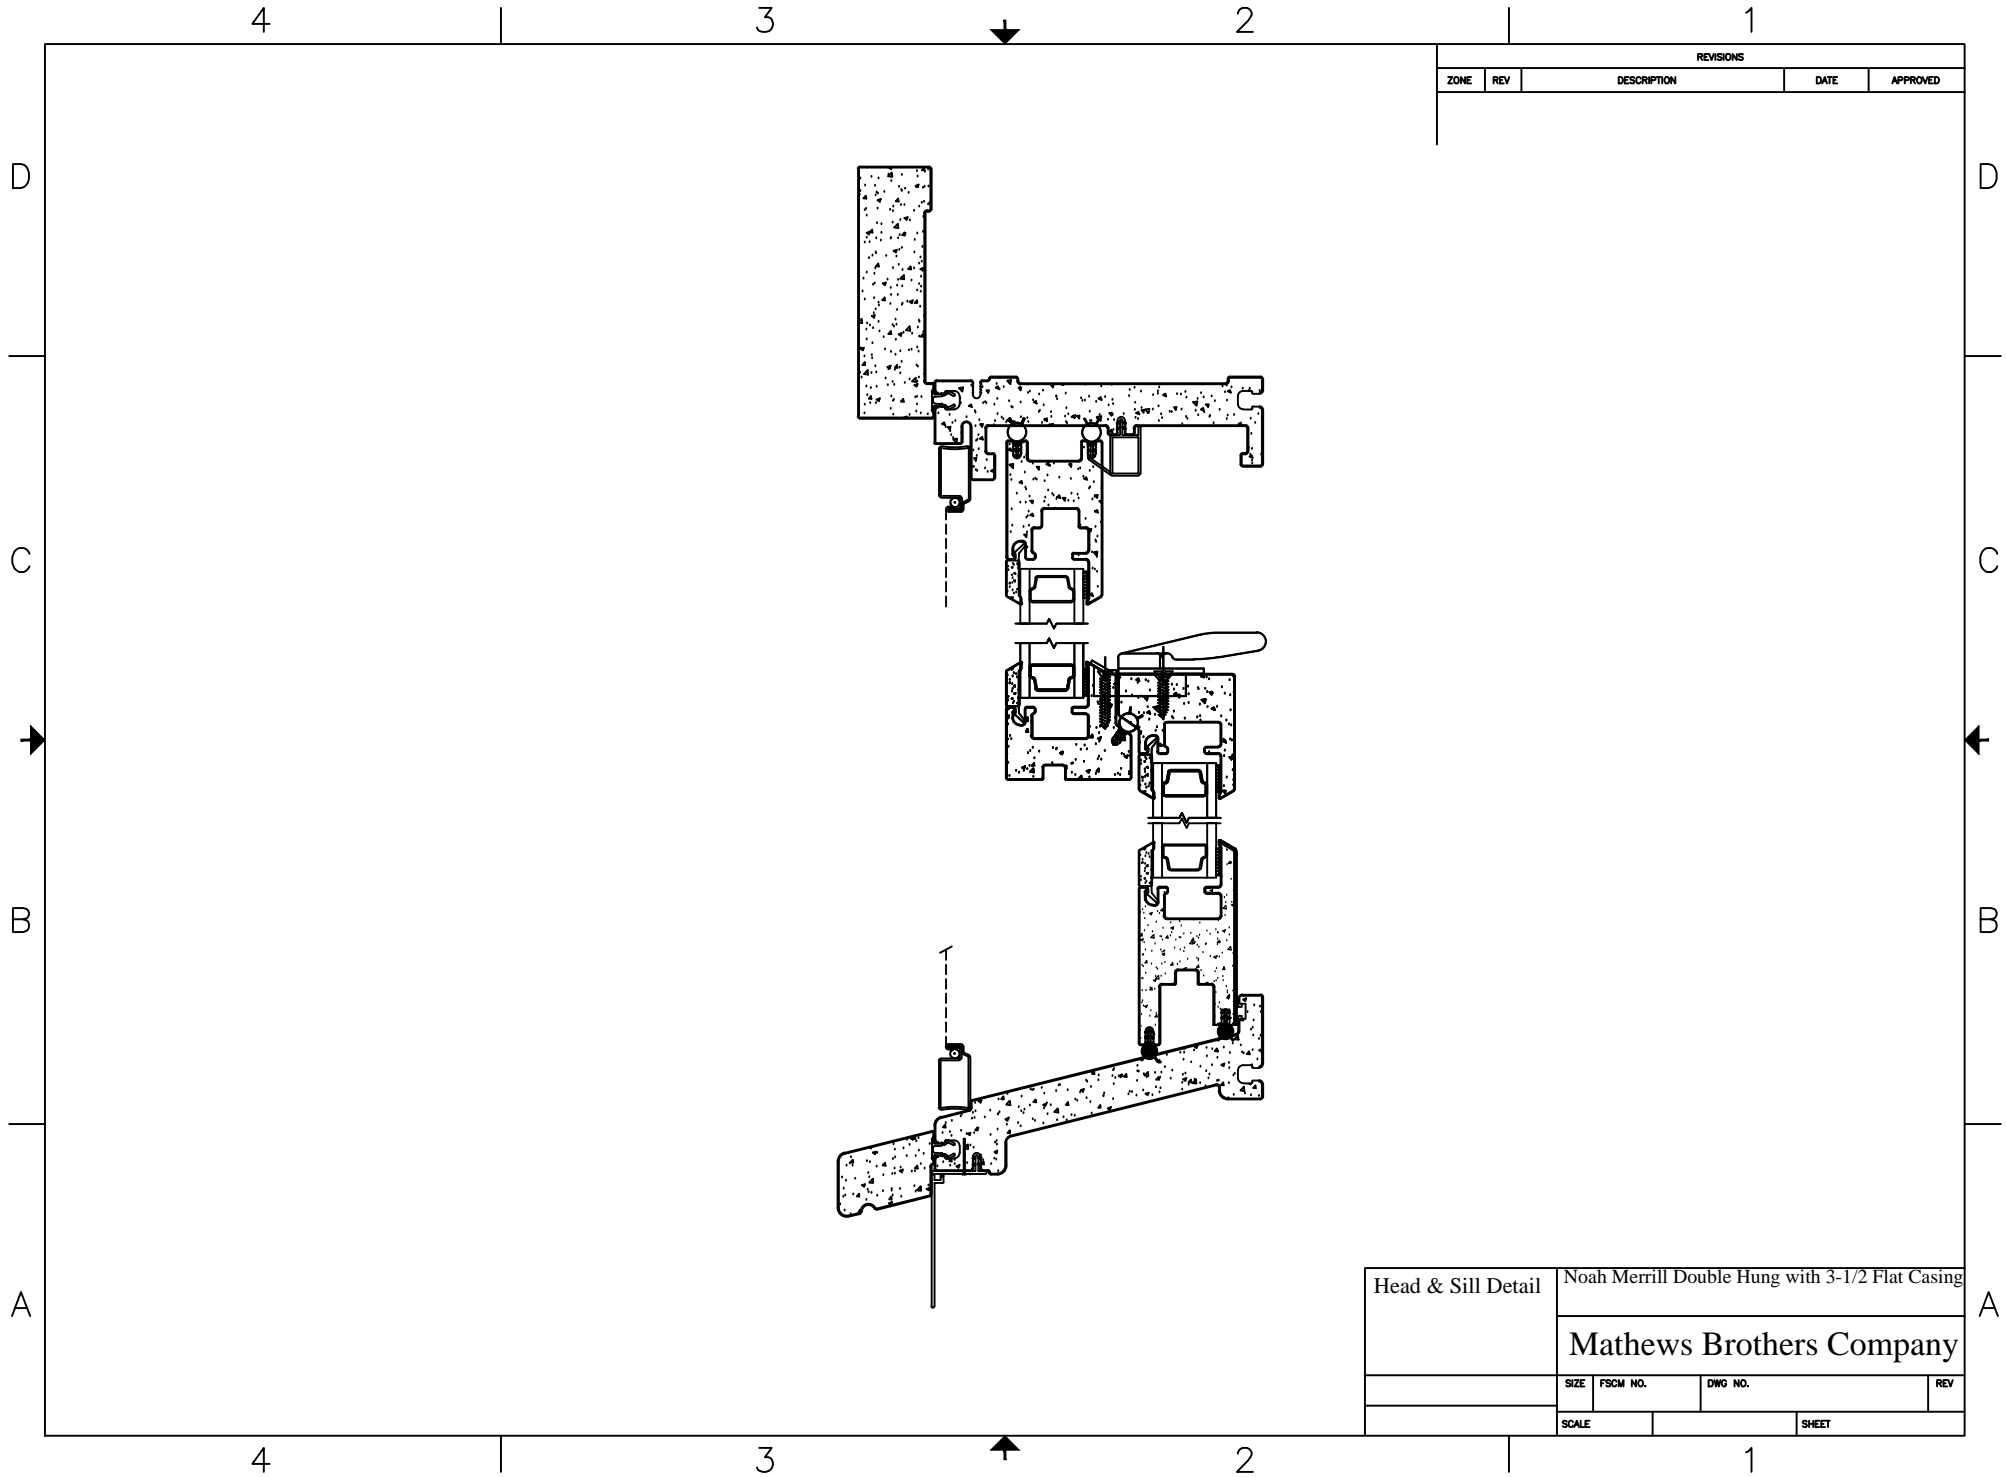 4 3 2 1
REVISIONS
ZONE REV DESCRIPTION DATE APPROVED
D D
C C
B B
A A
Head & Sill Detail
Noah Merrill Double Hung with 3-1/2 Flat Casing
Mathews Brothers Company
SIZE FSCM NO. DWG NO. REV
SCALE SHEET
4 3 2 1